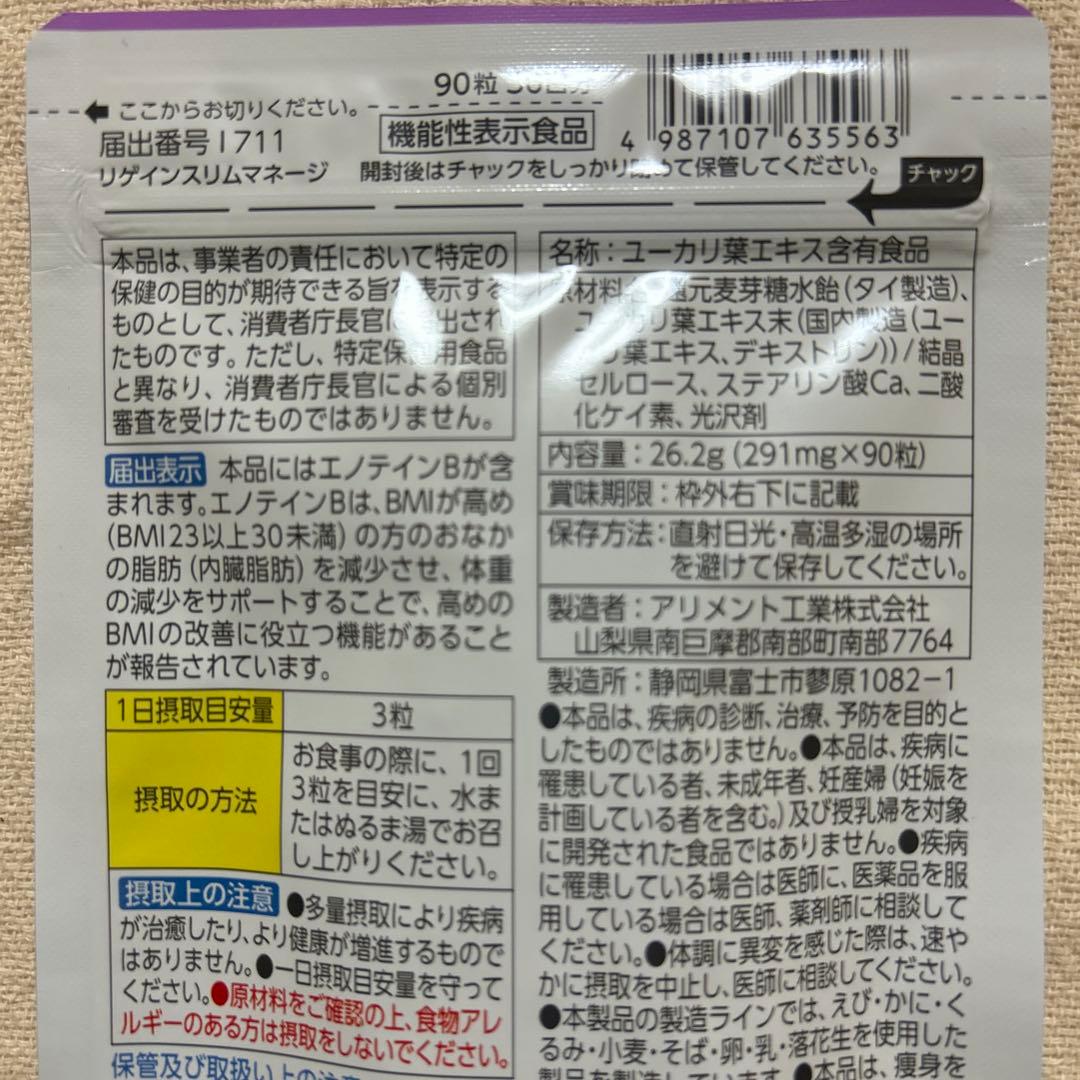 90粒
ここからお切りください。
届出番号I711
機能性表示食品
4 987107 635563
リゲインスリムマネージ
開封後はチャックをしっかり閉めて保管してください。
チャック
本品は、事業者の責任において特定の
保健の目的が期待できる旨を表示する
ものとして、消費者庁長官に届出され
たものです。ただし、特定保健用食品
と異なり、消費者庁長官による個別
審査を受けたものではありません。
届出表示 本品にはエノテインBが含
まれます。エノテインBは、BMIが高め
(BMI23以上30未満)の方のおなか
の脂肪(内臓脂肪)を減少させ、体重
の減少をサポートすることで、高めの
BMIの改善に役立つ機能があること
が報告されています。
1日摂取目安量
3粒
摂取の方法
お食事の際に、1回
3粒を目安に、水ま
たはぬるま湯でお召
し上がりください。
摂取上の注意 ●多量摂取により疾病
が治癒したり、より健康が増進するもので
はありません。●一日摂取目安量を守って
ください。●原材料をご確認の上、食物アレ
ルギーのある方は摂取をしないでください。
保管及び取扱い上の注意
名称:ユーカリ葉エキス含有食品
原材料名:還元麦芽糖水飴(タイ製造)、
ユーカリ葉エキス末(国内製造(ユー
カリ葉エキス、デキストリン))/結晶
セルロース、ステアリン酸Ca、二酸
化ケイ素、光沢剤
内容量:26.2g(291mg×90粒)
賞味期限:枠外右下に記載
保存方法:直射日光・高温多湿の場所
を避けて保存してください。
製造者:アリメント工業株式会社
山梨県南巨摩郡南部町南部7764
製造所:静岡県富士市蓼原1082-1
●本品は、疾病の診断、治療、予防を目的と
したものではありません。●本品は、疾病に
罹患している者、未成年者、妊産婦(妊娠を
計画している者を含む。)及び授乳婦を対象
に開発された食品ではありません。●疾病
に罹患している場合は医師に、医薬品を服
用している場合は医師、薬剤師に相談して
ください。●体調に異変を感じた際は、速や
かに摂取を中止し、医師に相談してください。
●本製品の製造ラインでは、えび・かに・く
るみ・小麦・そば・卵・乳・落花生を使用した
製品を製造しています。●本品は、痩身を